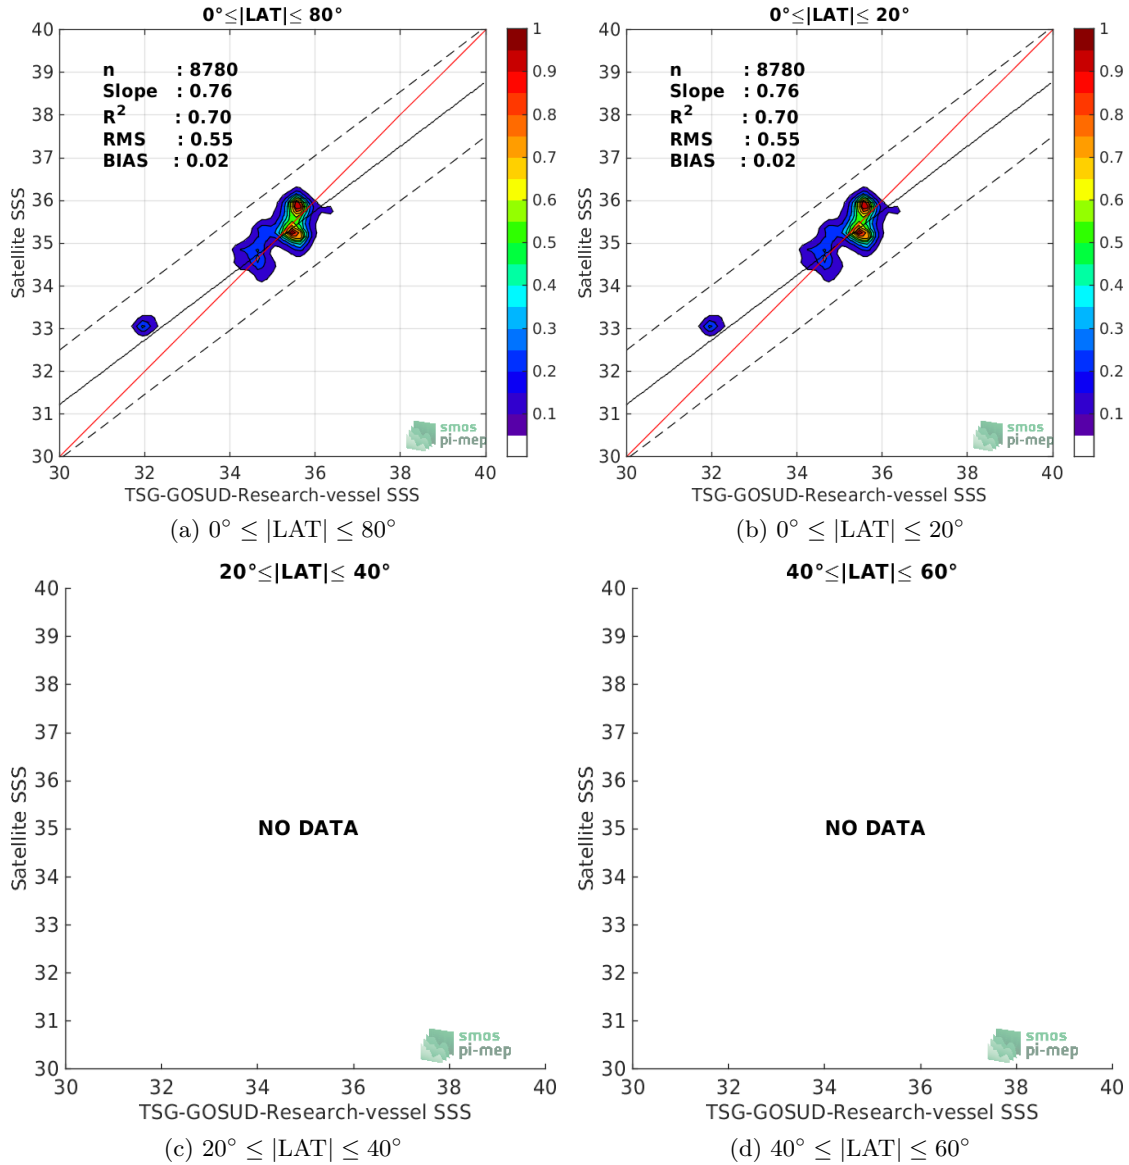 0°≤|LAT|≤ 80°
40
39
38
37
36
35
34
33
32
31
30
Satellite SSS
n : 8780
Slope : 0.76
R² : 0.70
RMS : 0.55
BIAS : 0.02
smos
pi-mep
30 32 34 36 38 40
TSG-GOSUD-Research-vessel SSS
1
0.9
0.8
0.7
0.6
0.5
0.4
0.3
0.2
0.1
(a) 0° ≤ |LAT| ≤ 80°
0°≤|LAT|≤ 20°
40
39
38
37
36
35
34
33
32
31
30
Satellite SSS
n : 8780
Slope : 0.76
R² : 0.70
RMS : 0.55
BIAS : 0.02
smos
pi-mep
30 32 34 36 38 40
TSG-GOSUD-Research-vessel SSS
1
0.9
0.8
0.7
0.6
0.5
0.4
0.3
0.2
0.1
(b) 0° ≤ |LAT| ≤ 20°
20°≤|LAT|≤ 40°
40
39
38
37
36
35
34
33
32
31
30
Satellite SSS
NO DATA
smos
pi-mep
30 32 34 36 38 40
TSG-GOSUD-Research-vessel SSS
(c) 20° ≤ |LAT| ≤ 40°
40°≤|LAT|≤ 60°
40
39
38
37
36
35
34
33
32
31
30
Satellite SSS
NO DATA
smos
pi-mep
30 32 34 36 38 40
TSG-GOSUD-Research-vessel SSS
(d) 40° ≤ |LAT| ≤ 60°